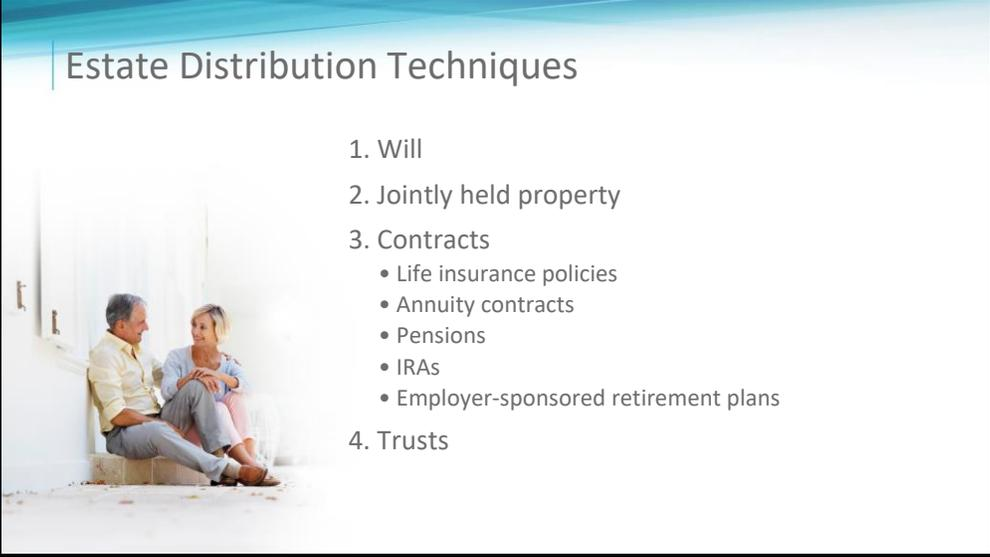 Estate Distribution Techniques
1. Will
2. Jointly held property
3. Contracts
• Life insurance policies
• Annuity contracts
• Pensions
• IRAs
• Employer-sponsored retirement plans
4. Trusts